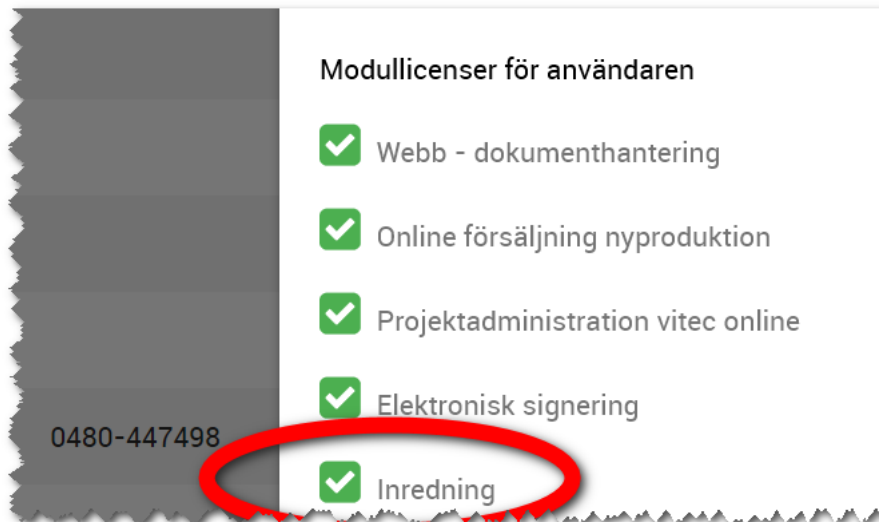 Modullicenser för användaren
Webb - dokumenthantering
Online försäljning nyproduktion
Projektadministration vitec online
Elektronisk signering
0480-447498
Inredning